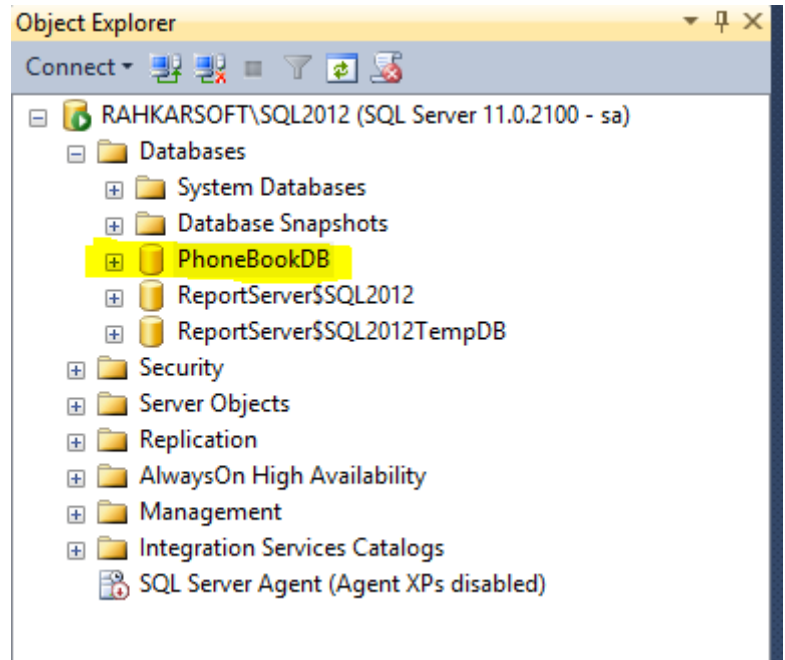 Object Explorer
Connect
RAHKARSOFT\SQL2012 (SQL Server 11.0.2100 - sa)
Databases
System Databases
Database Snapshots
PhoneBookDB
ReportServer$SQL2012
ReportServer$SQL2012TempDB
Security
Server Objects
Replication
AlwaysOn High Availability
Management
Integration Services Catalogs
SQL Server Agent (Agent XPs disabled)